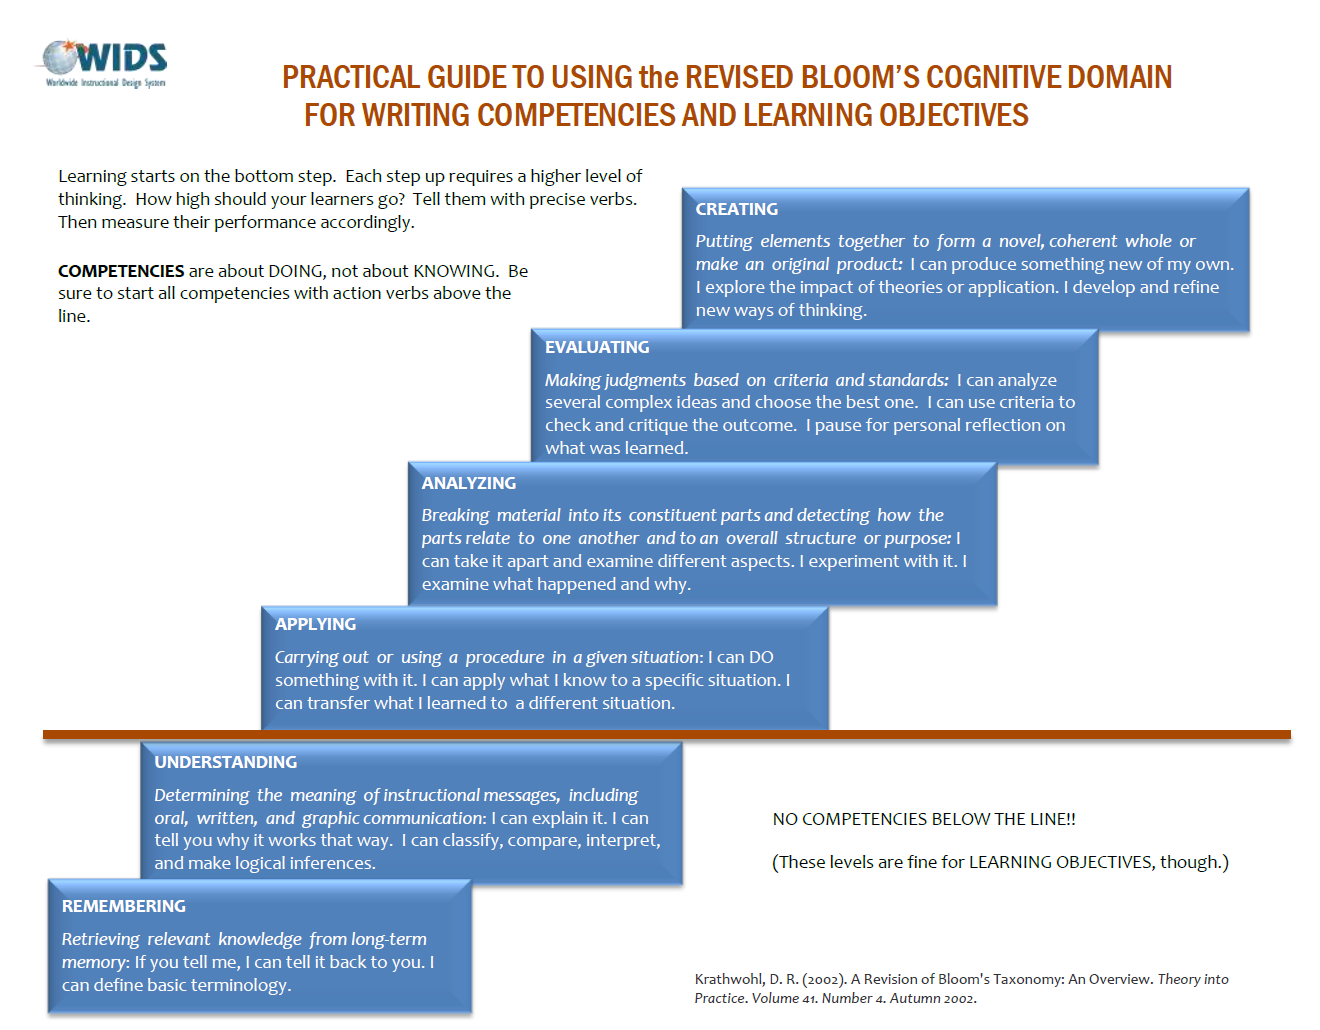 WIDS
Worldwide Instructional Design System
PRACTICAL GUIDE TO USING the REVISED BLOOM’S COGNITIVE DOMAIN
FOR WRITING COMPETENCIES AND LEARNING OBJECTIVES
Learning starts on the bottom step. Each step up requires a higher level of
thinking. How high should your learners go? Tell them with precise verbs.
Then measure their performance accordingly.
COMPETENCIES are about DOING, not about KNOWING. Be
sure to start all competencies with action verbs above the
line.
CREATING
Putting elements together to form a novel, coherent whole or
make an original product: I can produce something new of my own.
I explore the impact of theories or application. I develop and refine
new ways of thinking.
EVALUATING
Making judgments based on criteria and standards: I can analyze
several complex ideas and choose the best one. I can use criteria to
check and critique the outcome. I pause for personal reflection on
what was learned.
ANALYZING
Breaking material into its constituent parts and detecting how the
parts relate to one another and to an overall structure or purpose: I
can take it apart and examine different aspects. I experiment with it. I
examine what happened and why.
APPLYING
Carrying out or using a procedure in a given situation: I can DO
something with it. I can apply what I know to a specific situation. I
can transfer what I learned to a different situation.
UNDERSTANDING
Determining the meaning of instructional messages, including
oral, written, and graphic communication: I can explain it. I can
tell you why it works that way. I can classify, compare, interpret,
and make logical inferences.
NO COMPETENCIES BELOW THE LINE!!
(These levels are fine for LEARNING OBJECTIVES, though.)
REMEMBERING
Retrieving relevant knowledge from long-term
memory: If you tell me, I can tell it back to you. I
can define basic terminology.
Krathwohl, D. R. (2002). A Revision of Bloom's Taxonomy: An Overview. Theory into
Practice. Volume 41. Number 4. Autumn 2002.